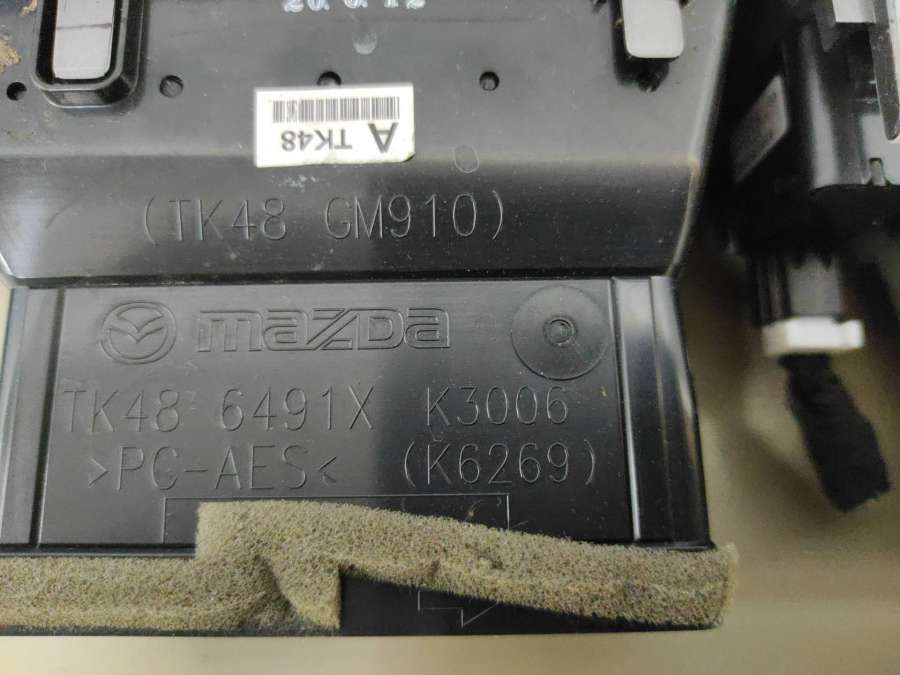 A TK48
(TK48 GM910)
mazda
TK48 6491X K3006
>PC-AES< (K6269)